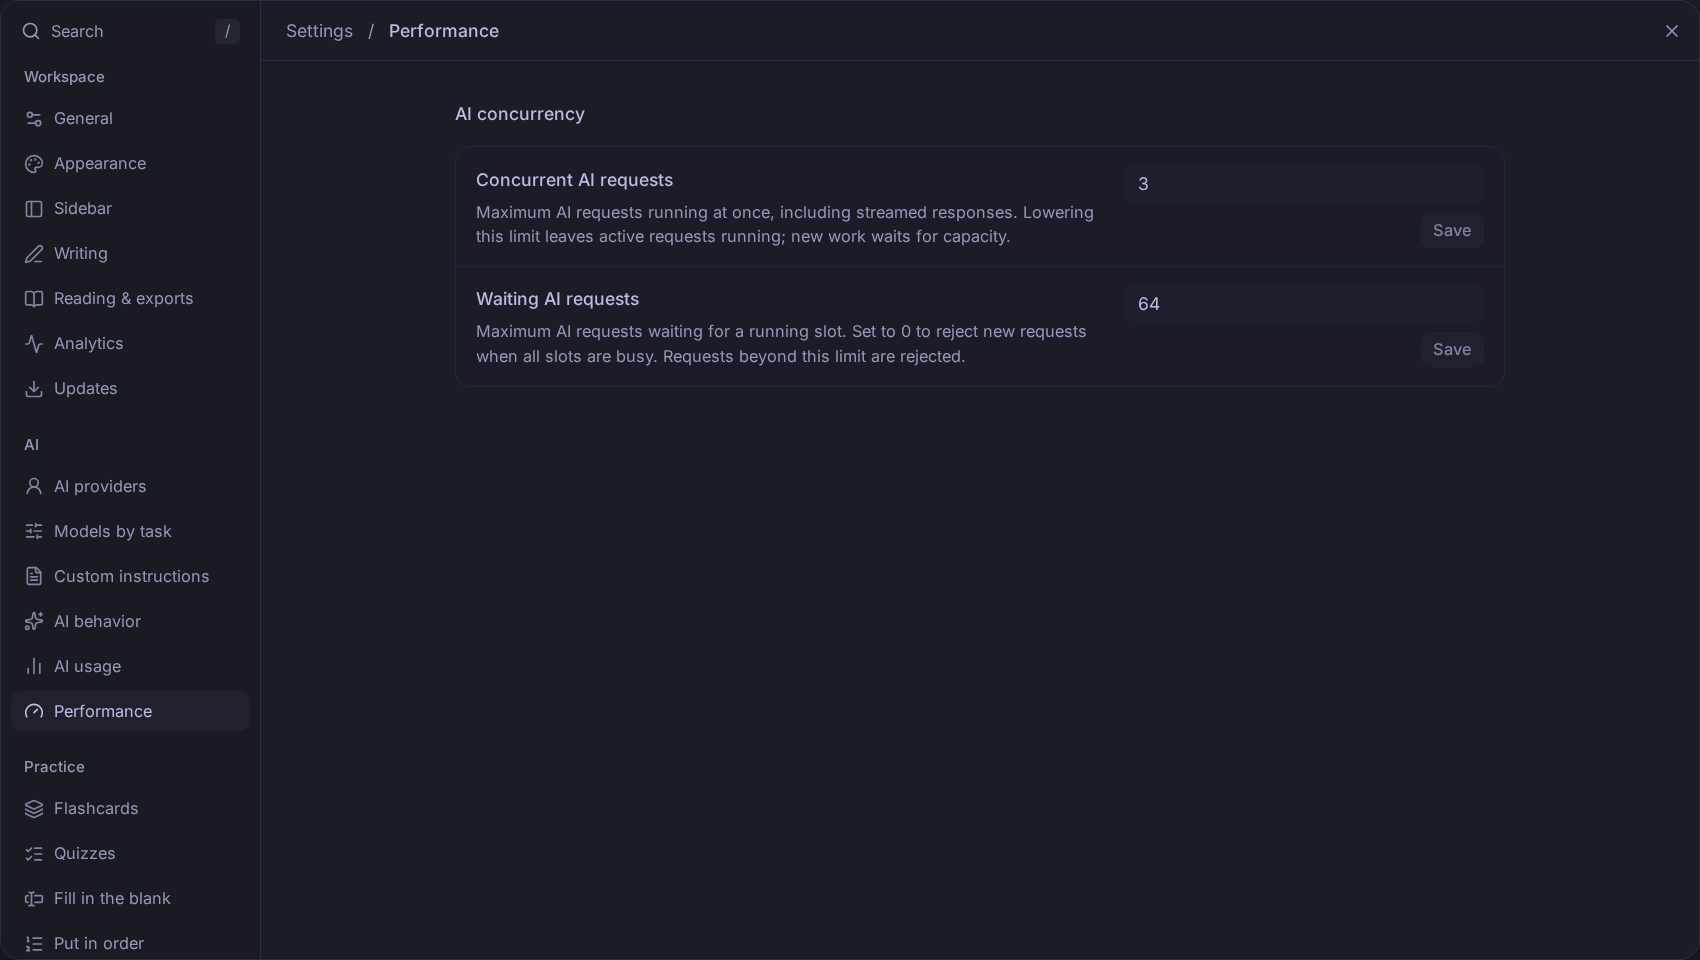 Search /
Settings / Performance
Workspace
General
Appearance
Sidebar
Writing
Reading & exports
Analytics
Updates
AI
AI providers
Models by task
Custom instructions
AI behavior
AI usage
Performance
Practice
Flashcards
Quizzes
Fill in the blank
Put in order
AI concurrency
Concurrent AI requests
Maximum AI requests running at once, including streamed responses. Lowering
this limit leaves active requests running; new work waits for capacity.
3
Save
Waiting AI requests
Maximum AI requests waiting for a running slot. Set to 0 to reject new requests
when all slots are busy. Requests beyond this limit are rejected.
64
Save